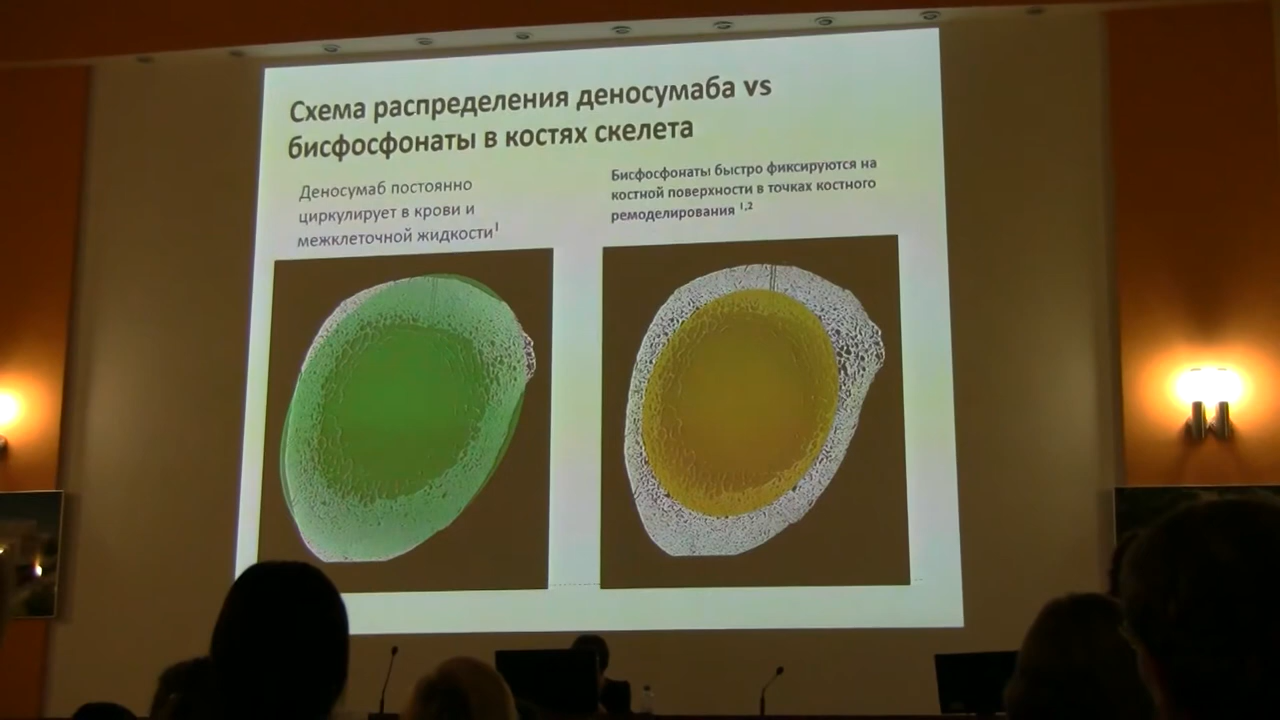 Схема распределения деносумаба vs
бисфосфонаты в костях скелета
Деносумаб постоянно
циркулирует в крови и
межклеточной жидкости¹
Бисфосфонаты быстро фиксируются на
костной поверхности в точках костного
ремоделирования ¹,²